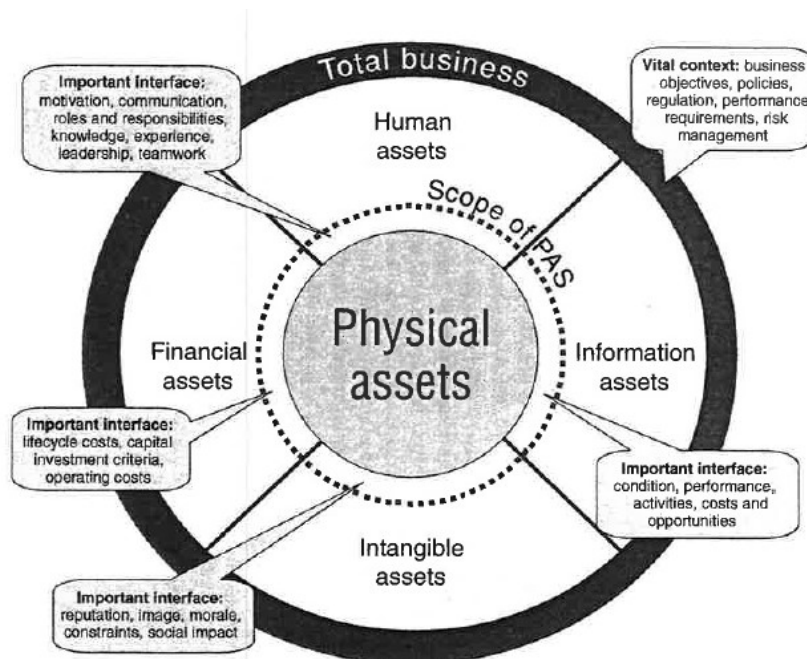 Total business
Important Interface:
motivation, communication,
roles and responsibilities,
knowledge, experience,
leadership, teamwork
Vital context: business
objectives, policies,
regulation, performance
requirements, risk
management
Human
assets
Scope of PAS
Physical
assets
Financial
assets
Information
assets
Important Interface:
lifecycle costs, capital
investment criteria,
operating costs
Important interface:
condition, performance,
activities, costs and
opportunities
Intangible
assets
Important interface:
reputation, image, morale,
constraints, social impact